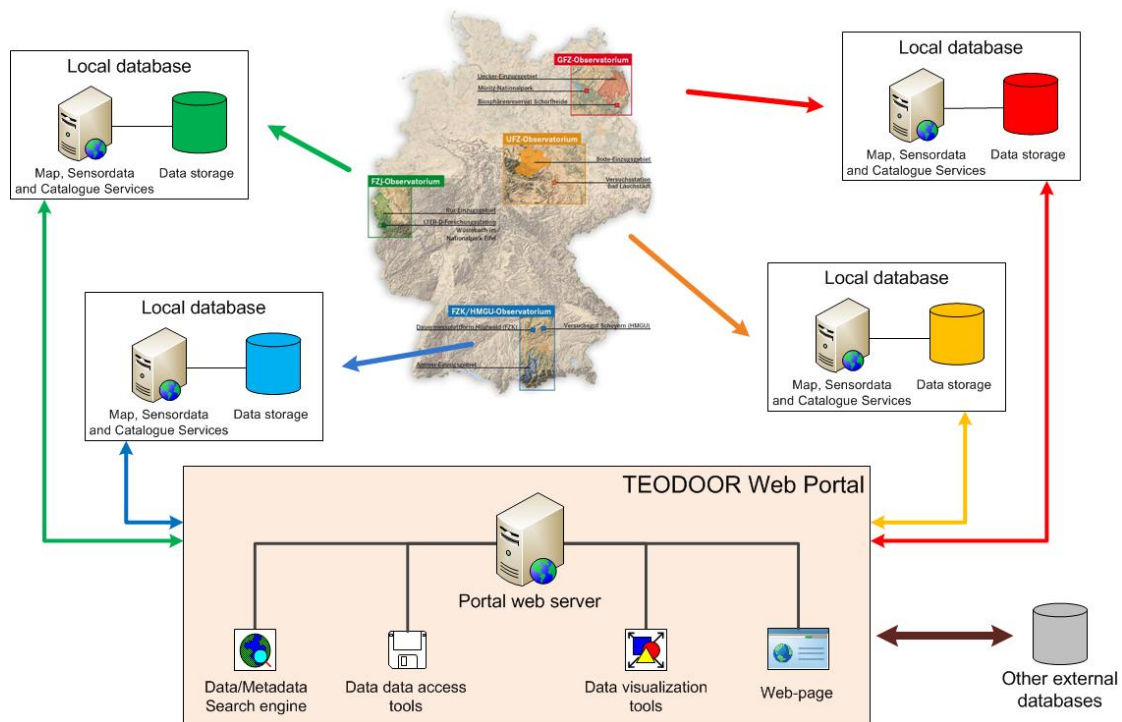 Local database
Map, Sensordata
and Catalogue Services
Data storage
GFZ-Observatorium
Uecker-Einzugsgebiet
Müritz-Nationalpark
Biosphärenreservat Schorfheide
UFZ-Observatorium
Bode-Einzugsgebiet
Versuchsstation
Bad Lauchstädt
FZJ-Observatorium
Rur-Einzugsgebiet
Wüstebach im
Nationalpark Eifel
FZK/HMGU-Observatorium
Versuchsgut Scheyern (HMGU)
Ammer-Einzugsgebiet
Local database
Map, Sensordata
and Catalogue Services
Data storage
Local database
Map, Sensordata
and Catalogue Services
Data storage
Local database
Map, Sensordata
and Catalogue Services
Data storage
TEODOOR Web Portal
Portal web server
Data/Metadata
Search engine
Data data access
tools
Data visualization
tools
Web-page
Other external
databases